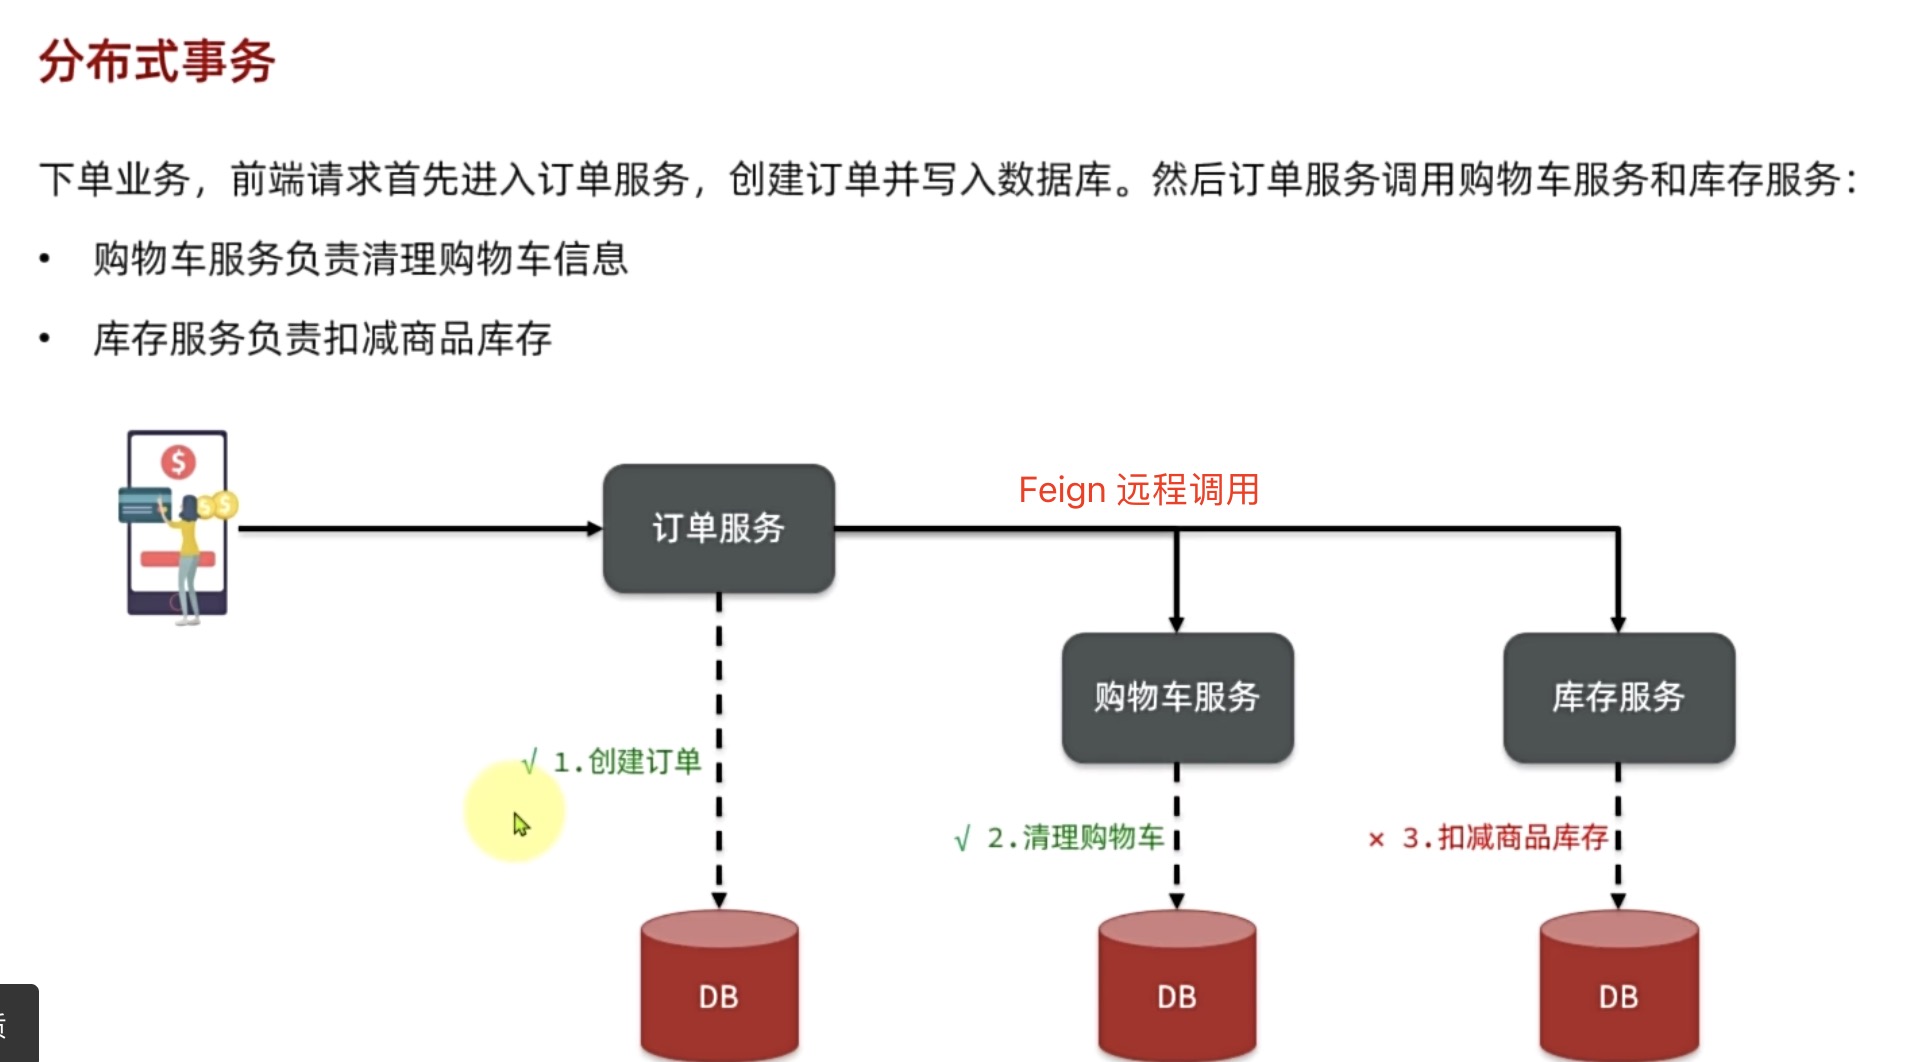 分布式事务
下单业务，前端请求首先进入订单服务，创建订单并写入数据库。然后订单服务调用购物车服务和库存服务：
• 购物车服务负责清理购物车信息
• 库存服务负责扣减商品库存
$
$
$
Feign 远程调用
订单服务
购物车服务
库存服务
√ 1.创建订单
√ 2.清理购物车
× 3.扣减商品库存
DB
DB
DB